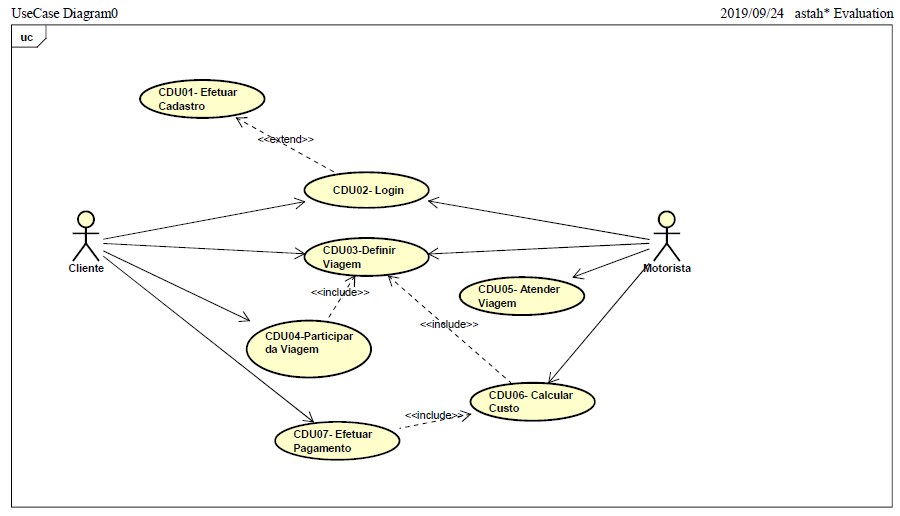 UseCase Diagram0
2019/09/24 astah* Evaluation
uc
CDU01- Efetuar
Cadastro
<<extend>>
CDU02- Login
Cliente
Motorista
CDU03-Definir
Viagem
<<include>>
CDU05- Atender
Viagem
<<include>>
CDU04-Participar
da Viagem
CDU06- Calcular
Custo
<<include>>
CDU07- Efetuar
Pagamento